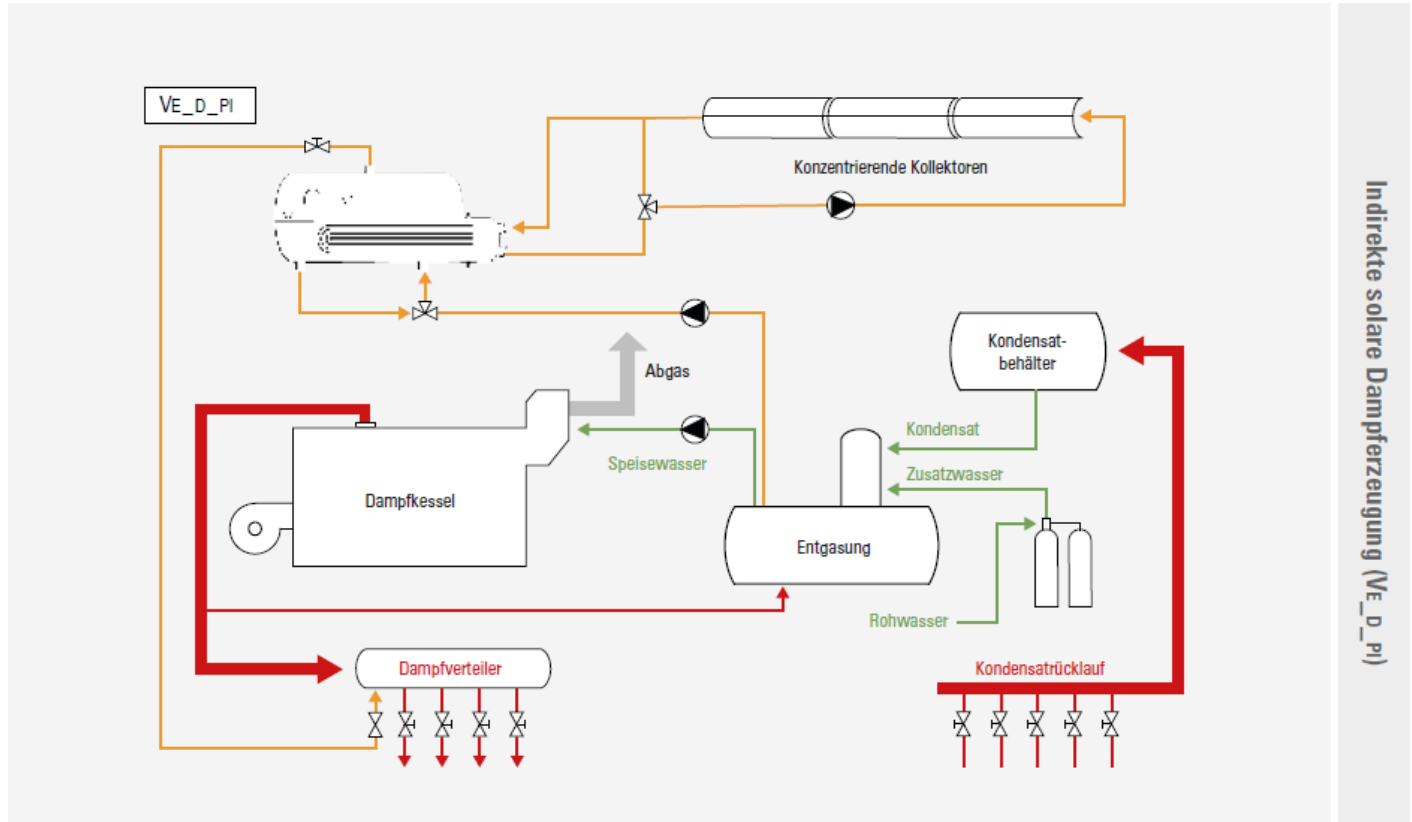 VE_D_PI
Konzentrierende Kollektoren
Kondensat-
behälter
Abgas
Kondensat
Speisewasser
Zusatzwasser
Dampfkessel
Entgasung
Rohwasser
Dampfverteiler
Kondensatrücklauf
Indirekte solare Dampferzeugung (VE_D_PI)